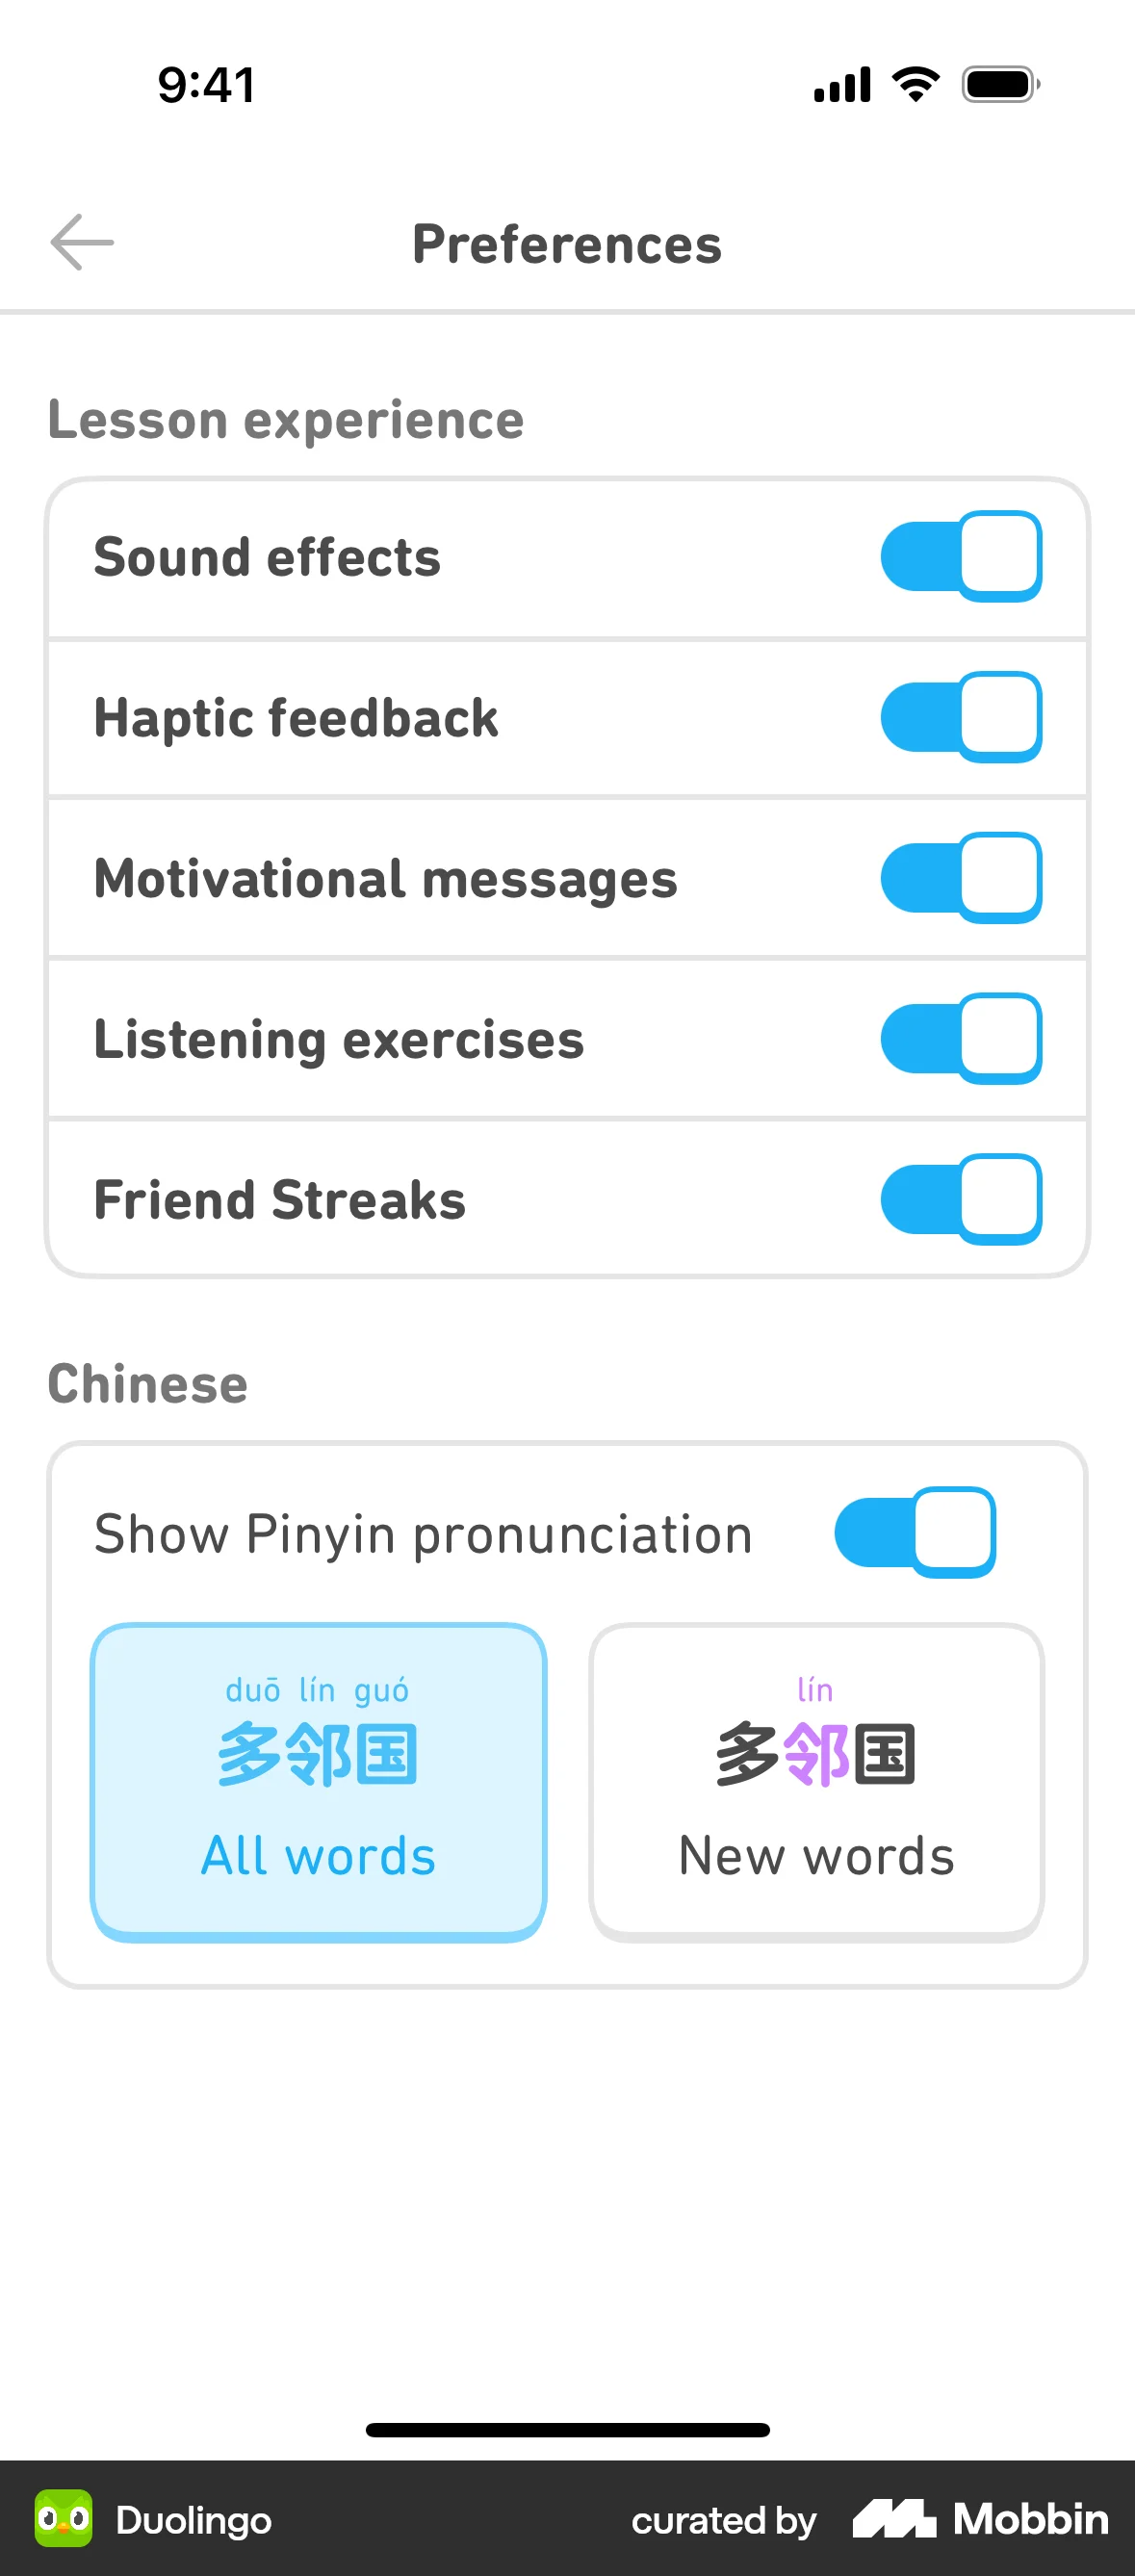 9:41
Preferences
Lesson experience
Sound effects
Haptic feedback
Motivational messages
Listening exercises
Friend Streaks
Chinese
Show Pinyin pronunciation
duō lín guó
多邻国
All words
lín
多邻国
New words
Duolingo
curated by Mobbin